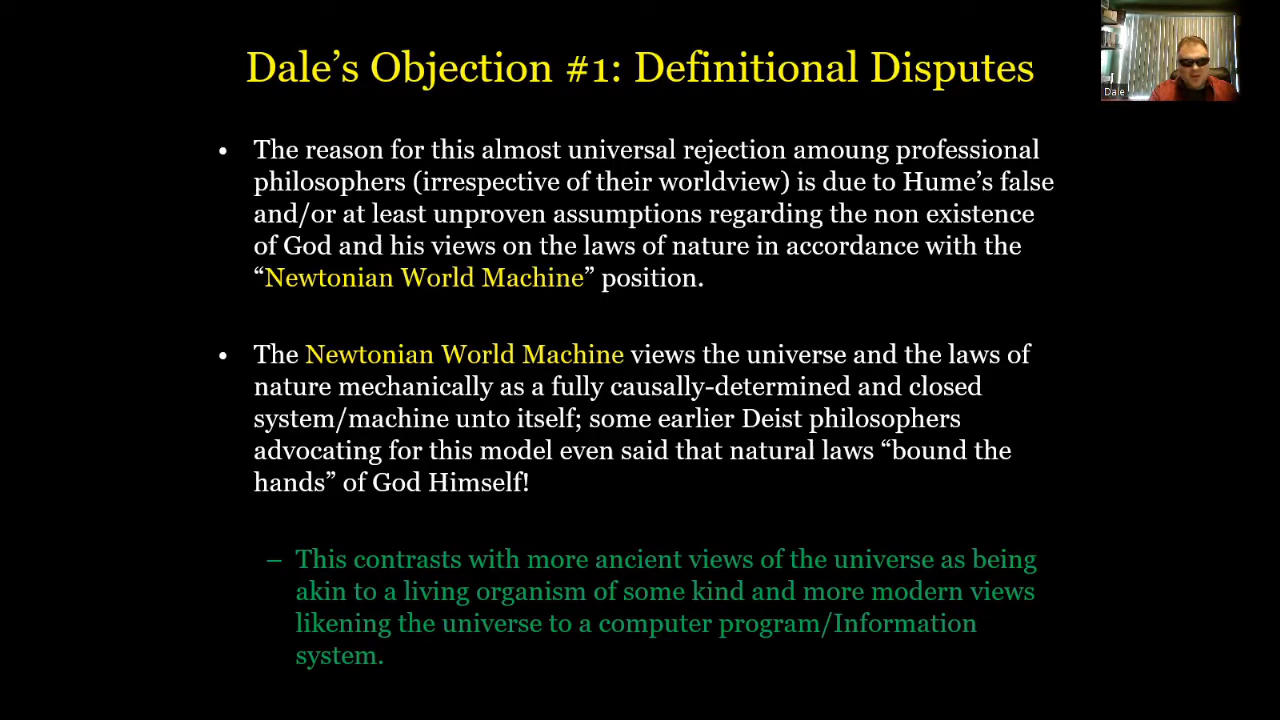 Dale’s Objection #1: Definitional Disputes
Dale
• The reason for this almost universal rejection amoung professional
philosophers (irrespective of their worldview) is due to Hume’s false
and/or at least unproven assumptions regarding the non existence
of God and his views on the laws of nature in accordance with the
“Newtonian World Machine” position.
• The Newtonian World Machine views the universe and the laws of
nature mechanically as a fully causally-determined and closed
system/machine unto itself; some earlier Deist philosophers
advocating for this model even said that natural laws “bound the
hands” of God Himself!
– This contrasts with more ancient views of the universe as being
akin to a living organism of some kind and more modern views
likening the universe to a computer program/Information
system.